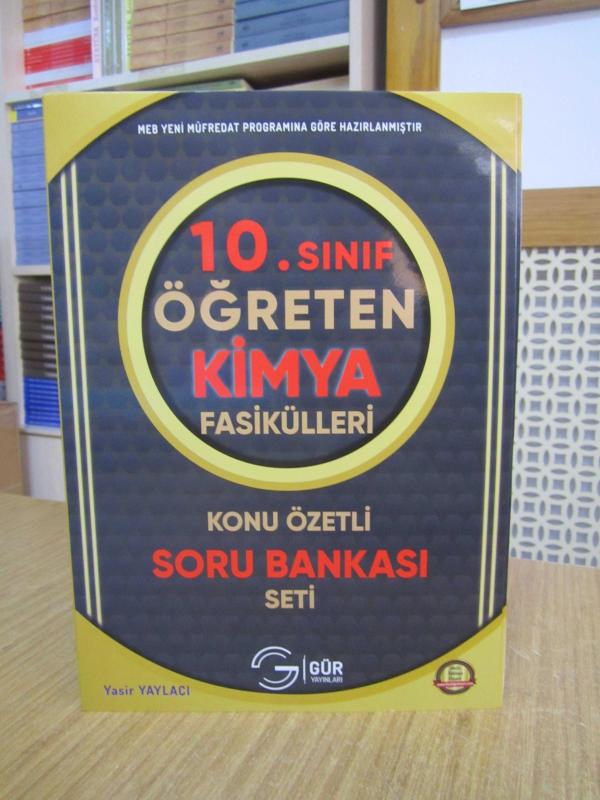 MEB YENİ MÜFREDAT PROGRAMINA GÖRE HAZIRLANMIŞTIR
10. SINIF
ÖĞRETEN
KİMYA
FASİKÜLLERİ
KONU ÖZETLİ
SORU BANKASI
SETİ
GÜR
YAYINLARI
Yasir YAYLACI